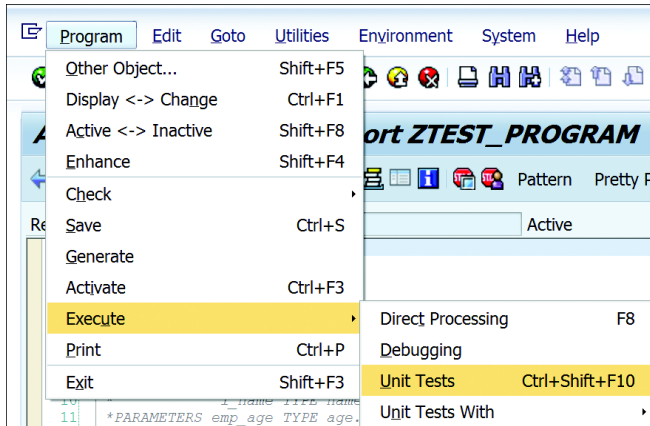 Program Edit Goto Utilities Environment System Help
Other Object... Shift+F5
Display <-> Change Ctrl+F1
Active <-> Inactive Shift+F8
ort ZTEST_PROGRAM
Enhance Shift+F4
Pattern Pretty
Check
Save Ctrl+S
Active
Generate
Activate Ctrl+F3
Execute
Direct Processing F8
Print Ctrl+P
Debugging
Exit Shift+F3
Unit Tests Ctrl+Shift+F10
11 *PARAMETERS emp_age TYPE age.
Unit Tests With